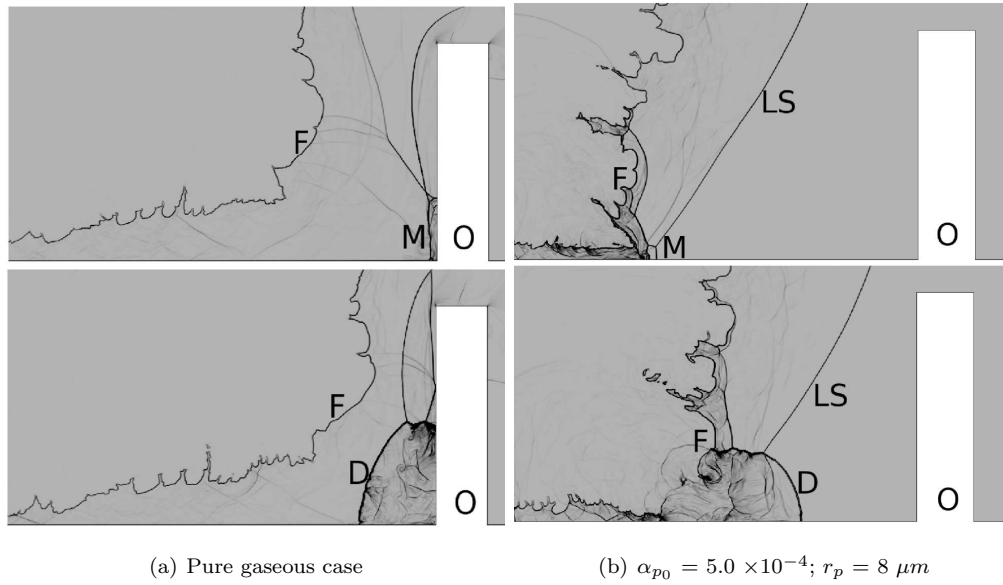 F
M
O
LS
F
M
O
F
D
O
LS
F
D
O
(a) Pure gaseous case
(b) α_{p_0} = 5.0 ×10^{−4}; r_p = 8 μm